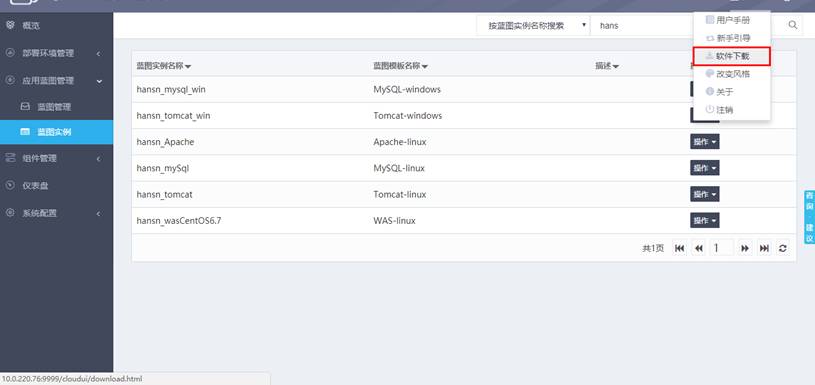 概览
部署环境管理
应用蓝图管理
蓝图管理
蓝图实例
组件管理
仪表盘
系统配置
按蓝图实例名称搜索 hans
用户手册
新手引导
软件下载
改变风格
关于
注销
蓝图实例名称 蓝图模板名称 描述
hansn_mysql_win MySQL-windows
hansn_tomcat_win Tomcat-windows
hansn_Apache Apache-linux 操作
hansn_mySql MySQL-linux 操作
hansn_tomcat Tomcat-linux 操作
hansn_wasCentOS6.7 WAS-linux 操作
共1页 1
咨询·建议
10.0.220.76:9999/cloudui/download.html